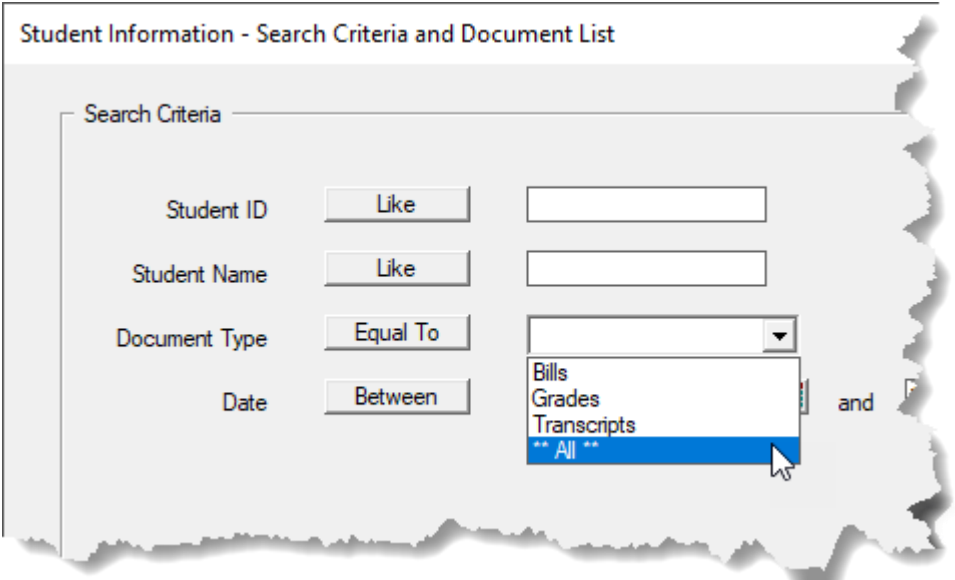 Student Information - Search Criteria and Document List
Search Criteria
Student ID Like
Student Name Like
Document Type Equal To
Bills
Date Between and
Grades
Transcripts
** All **